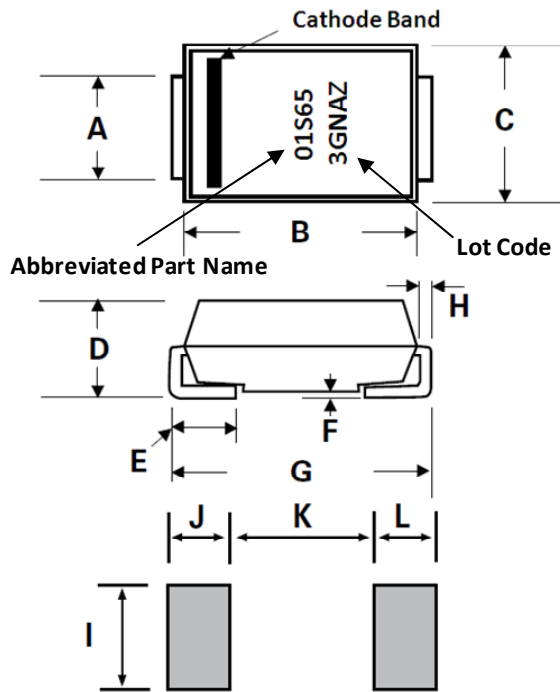 Cathode Band
A
01S65
3GNAZ
C
B
Abbreviated Part Name
Lot Code
D
H
E
F
G
J
K
L
I